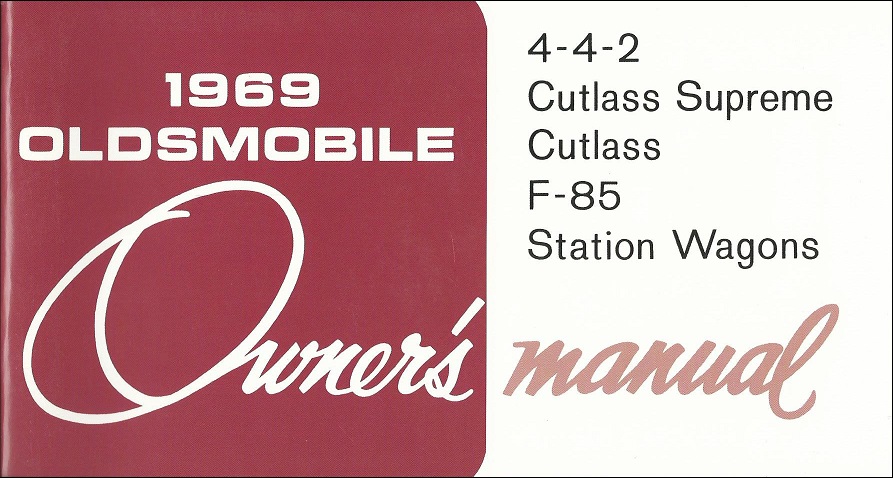 1969
OLDSMOBILE
Owner's manual
4-4-2
Cutlass Supreme
Cutlass
F-85
Station Wagons